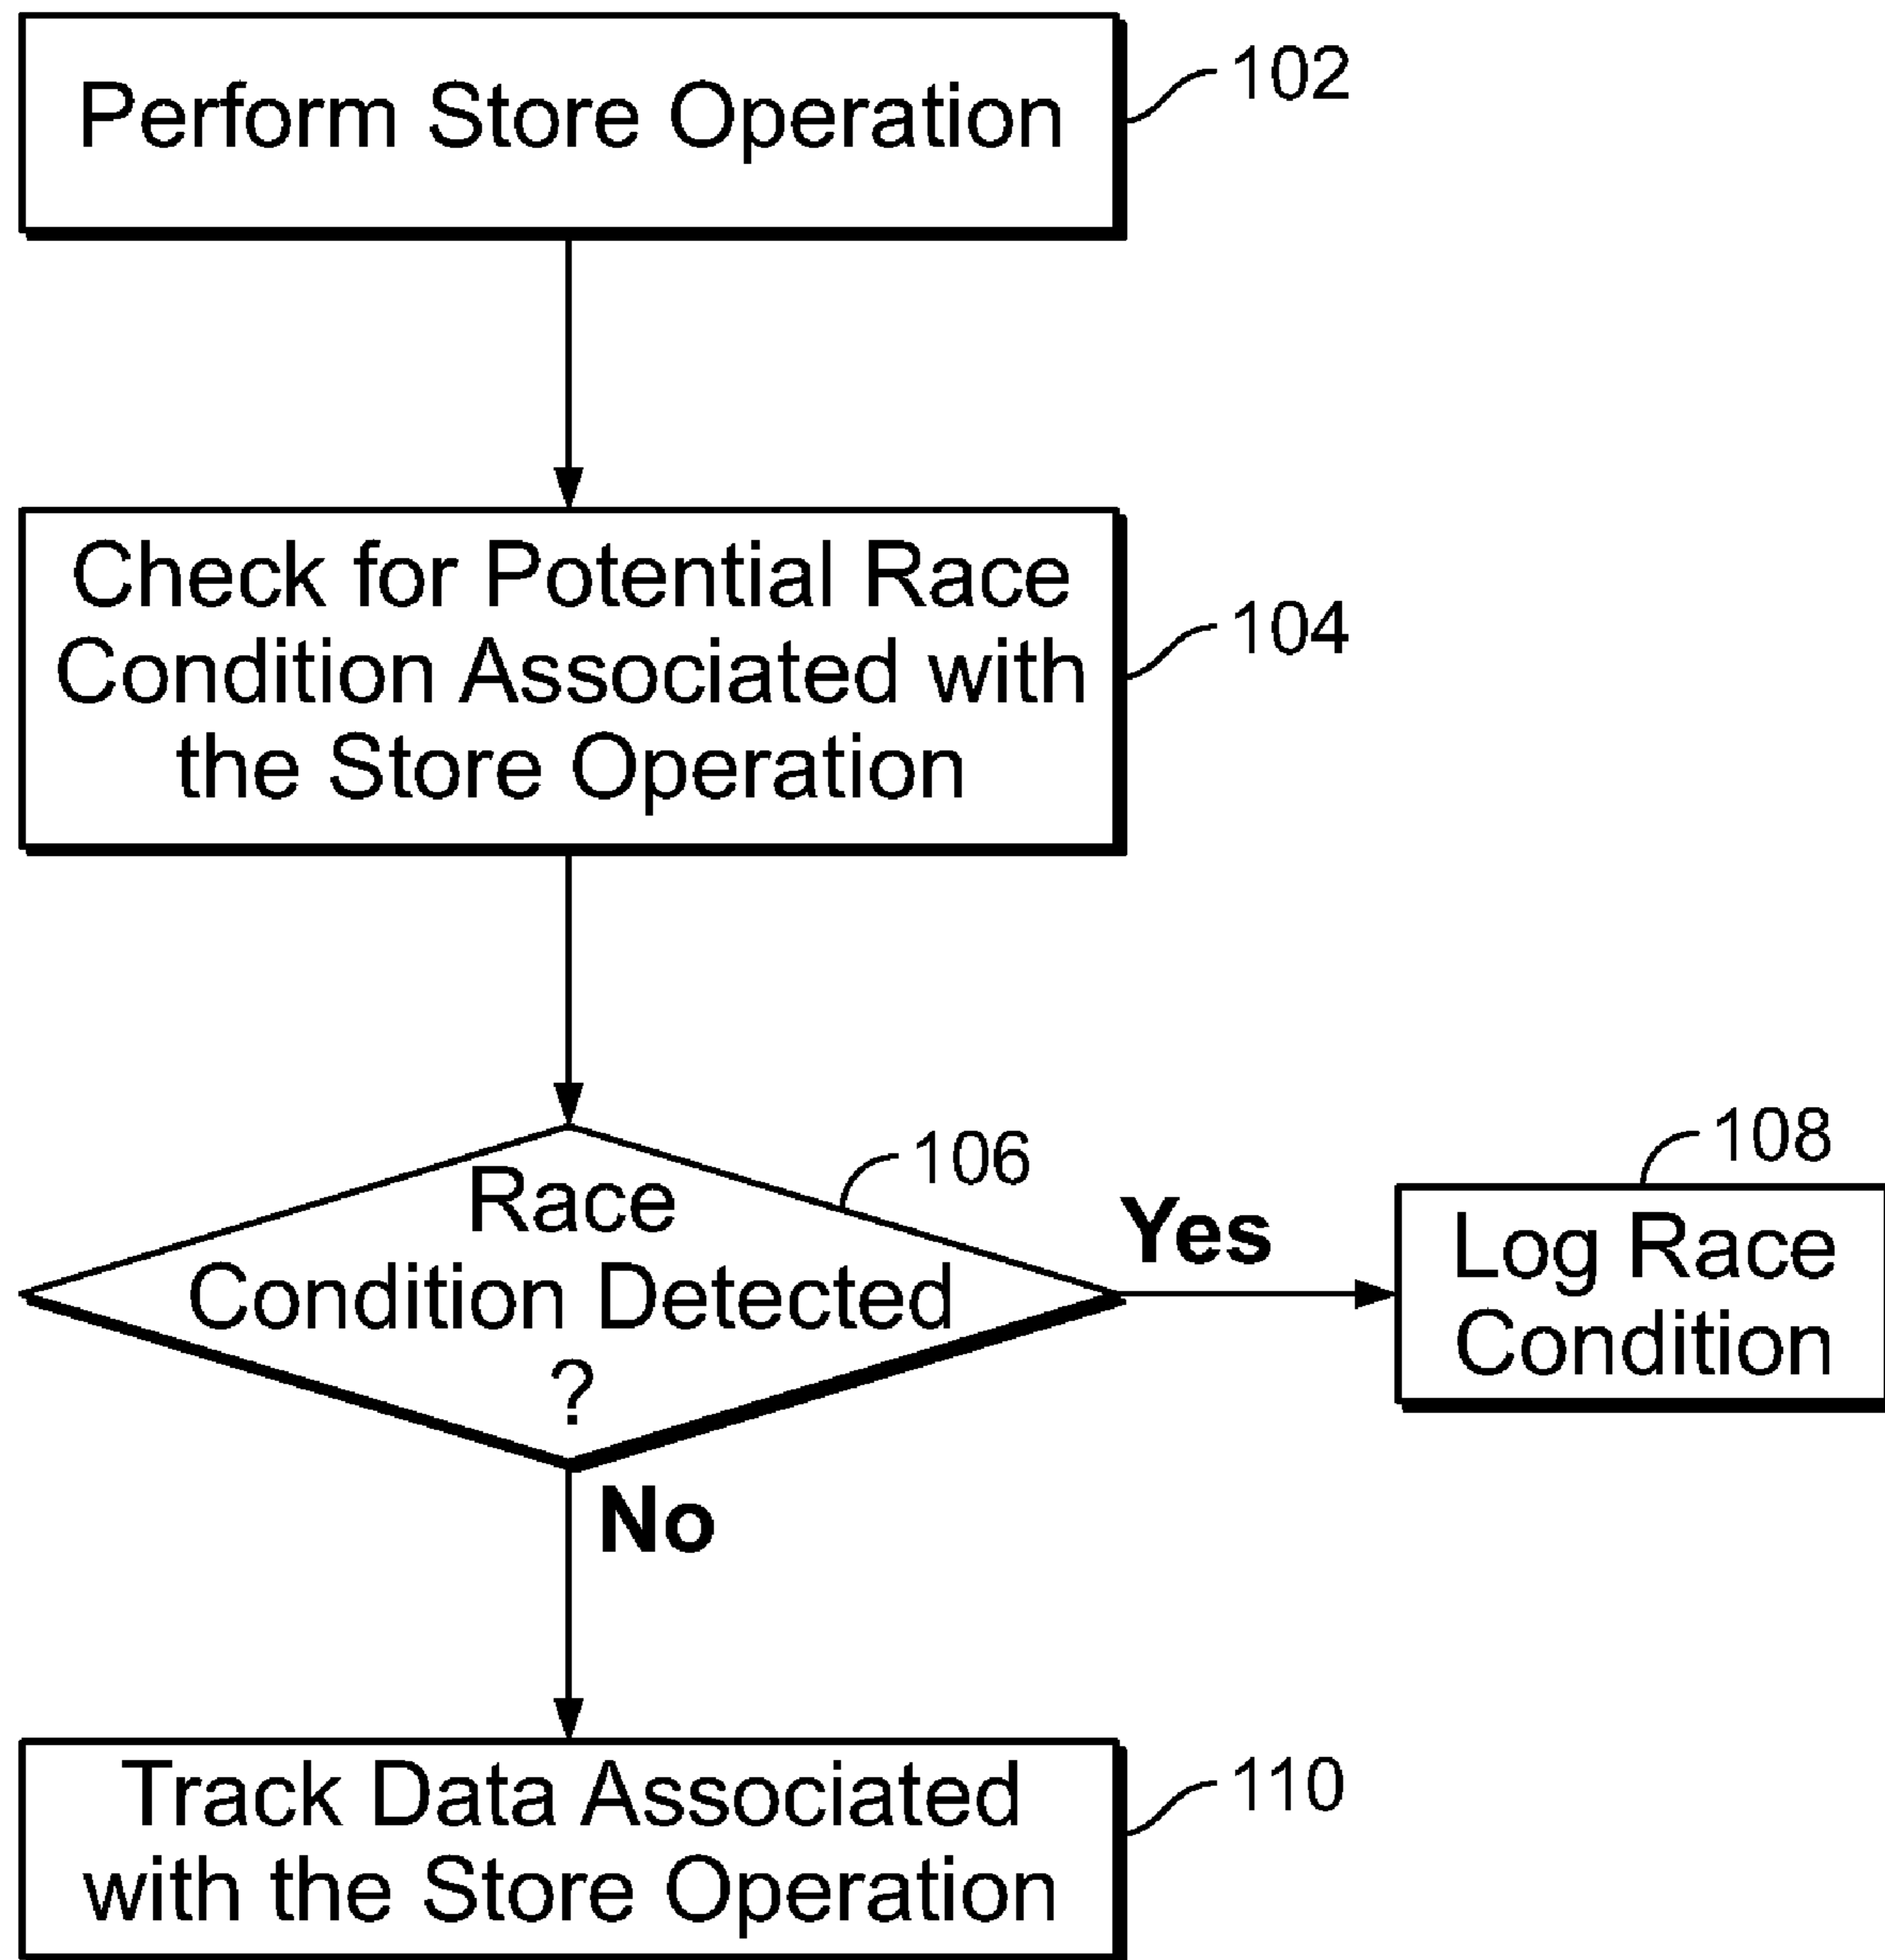 Perform Store Operation
102
Check for Potential Race
Condition Associated with
the Store Operation
104
Race
Condition Detected
?
106
Yes
108
Log Race
Condition
No
Track Data Associated
with the Store Operation
110